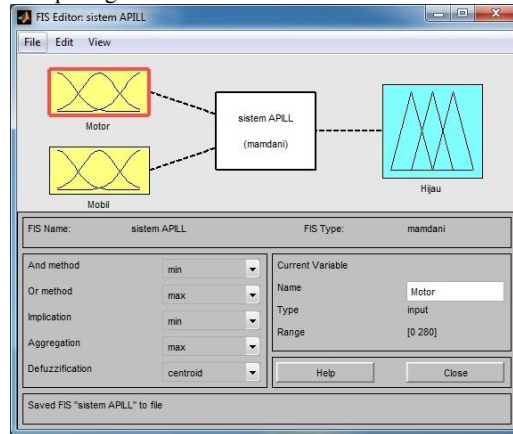 FIS Editor: sistem APILL
File Edit View
Motor
sistem APILL
(mamdani)
Mobil
Hijau
FIS Name: sistem APILL FIS Type: mamdani
And method min
Or method max
Implication min
Aggregation max
Defuzzification centroid
Current Variable
Name Motor
Type input
Range [0 280]
Help Close
Saved FIS "sistem APILL" to file